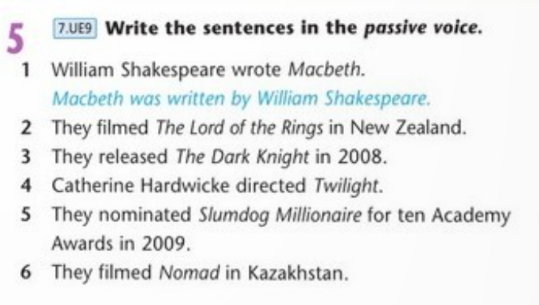 5 7.UE9 Write the sentences in the passive voice.
1 William Shakespeare wrote Macbeth.
Macbeth was written by William Shakespeare.
2 They filmed The Lord of the Rings in New Zealand.
3 They released The Dark Knight in 2008.
4 Catherine Hardwicke directed Twilight.
5 They nominated Slumdog Millionaire for ten Academy
Awards in 2009.
6 They filmed Nomad in Kazakhstan.